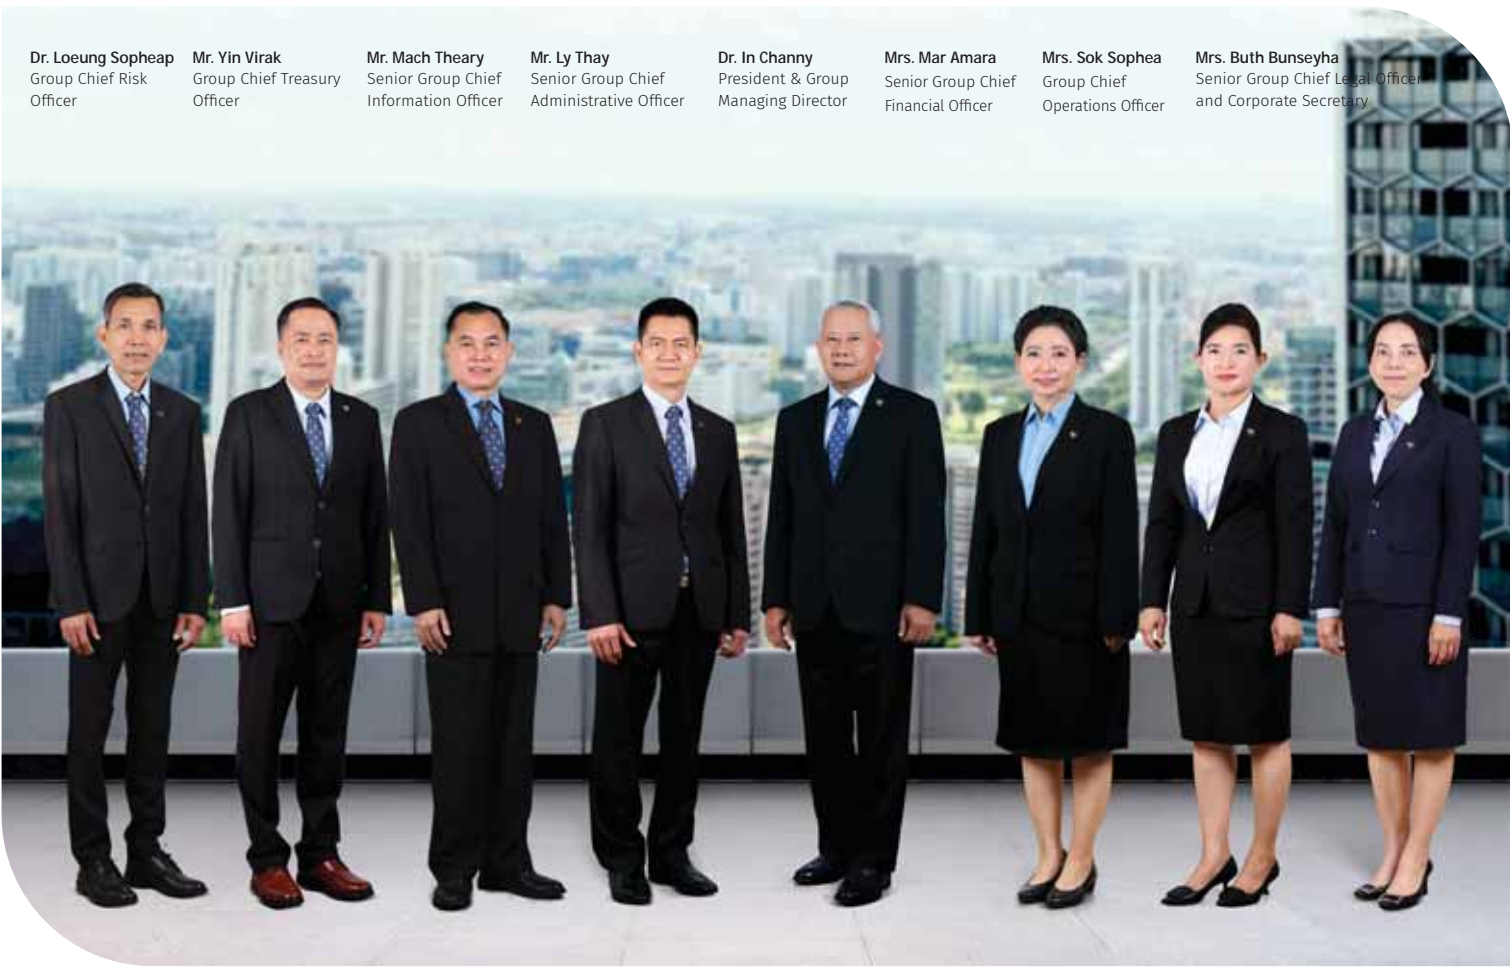 Dr. Loeung Sopheap
Group Chief Risk
Officer
Mr. Yin Virak
Group Chief Treasury
Officer
Mr. Mach Theary
Senior Group Chief
Information Officer
Mr. Ly Thay
Senior Group Chief
Administrative Officer
Dr. In Channy
President & Group
Managing Director
Mrs. Mar Amara
Senior Group Chief
Financial Officer
Mrs. Sok Sophea
Group Chief
Operations Officer
Mrs. Buth Bunseyha
Senior Group Chief Legal Officer
and Corporate Secretary